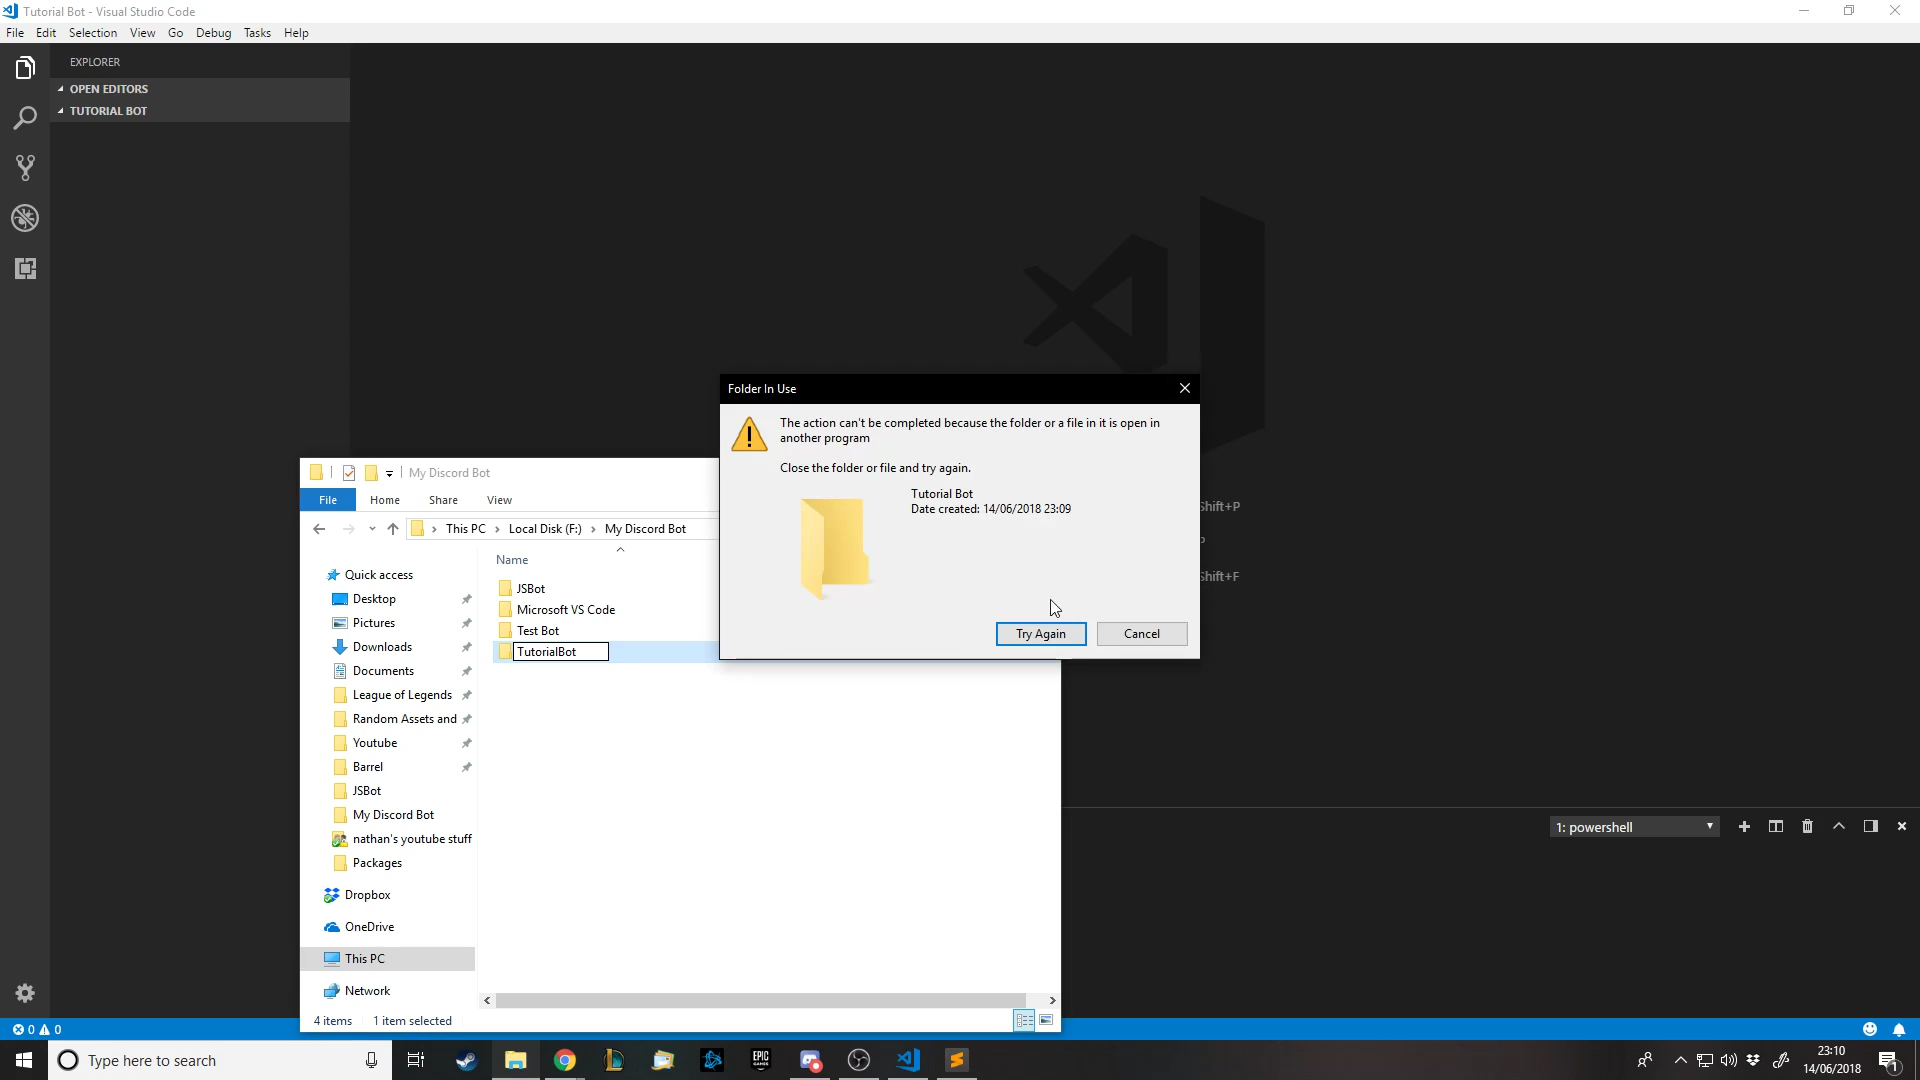 Tutorial Bot - Visual Studio Code
File Edit Selection View Go Debug Tasks Help
EXPLORER
OPEN EDITORS
TUTORIAL BOT
Shift+P
Shift+F
Folder In Use
The action can't be completed because the folder or a file in it is open in
another program
Close the folder or file and try again.
Tutorial Bot
Date created: 14/06/2018 23:09
Try Again Cancel
My Discord Bot
File Home Share View
This PC Local Disk (F:) My Discord Bot
Name
JSBot
Microsoft VS Code
Test Bot
TutorialBot
Quick access
Desktop
Pictures
Downloads
Documents
League of Legends
Random Assets and
Youtube
Barrel
JSBot
My Discord Bot
nathan's youtube stuff
Packages
Dropbox
OneDrive
This PC
Network
4 items 1 item selected
1: powershell
0 0
Type here to search
EPIC
GAMES
23:10
14/06/2018
1